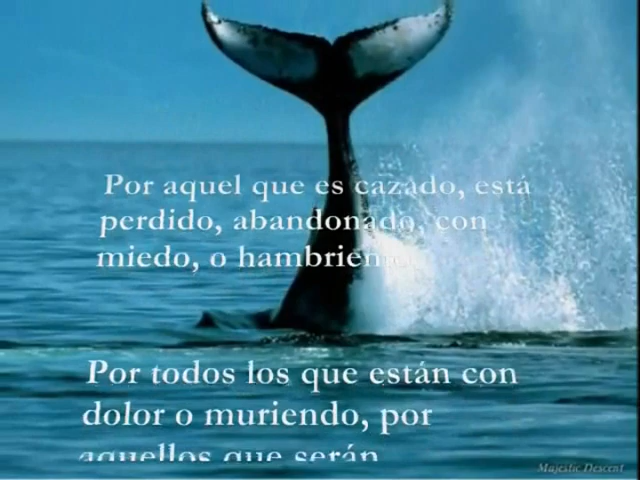 Por aquel que es cazado, está
perdido, abandonado, con
miedo, o hambriento,
Por todos los que están con
dolor o muriendo, por
aquellos que serán
Majestic Descent